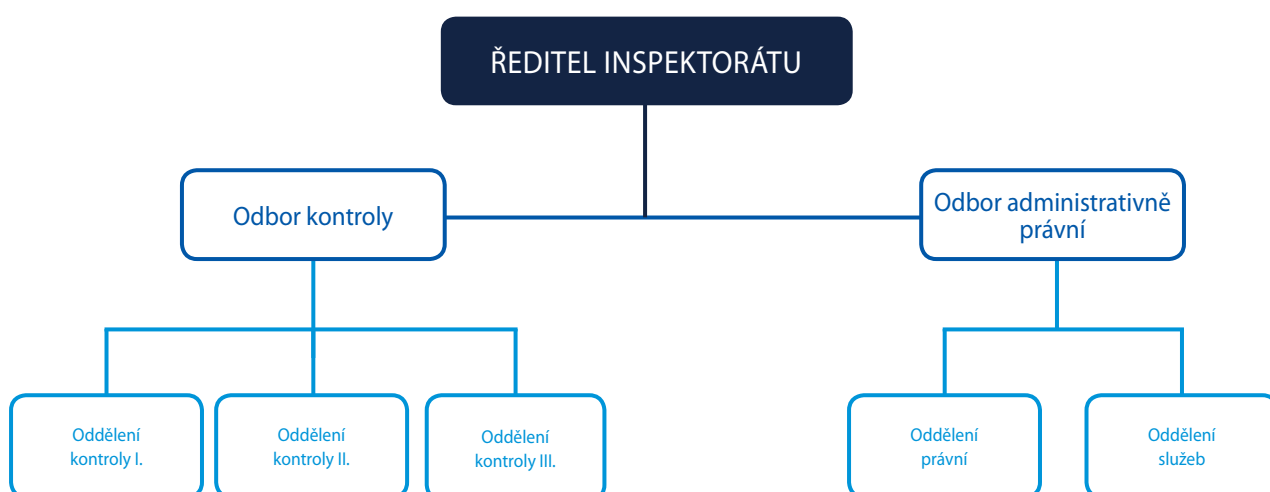 ŘEDITEL INSPEKTORÁTU
Odbor kontroly
Odbor administrativně
právní
Oddělení
kontroly I.
Oddělení
kontroly II.
Oddělení
kontroly III.
Oddělení
právní
Oddělení
služeb